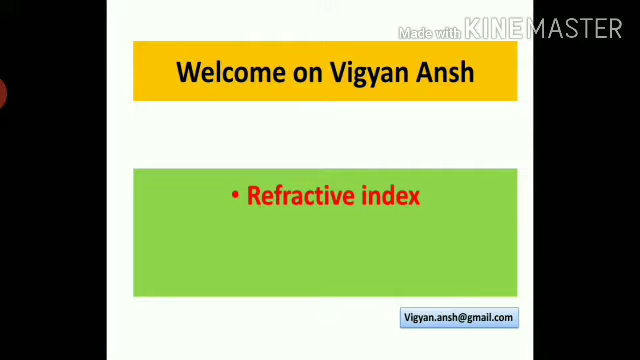 Made with KINEMASTER
Welcome on Vigyan Ansh
• Refractive index
Vigyan.ansh@gmail.com